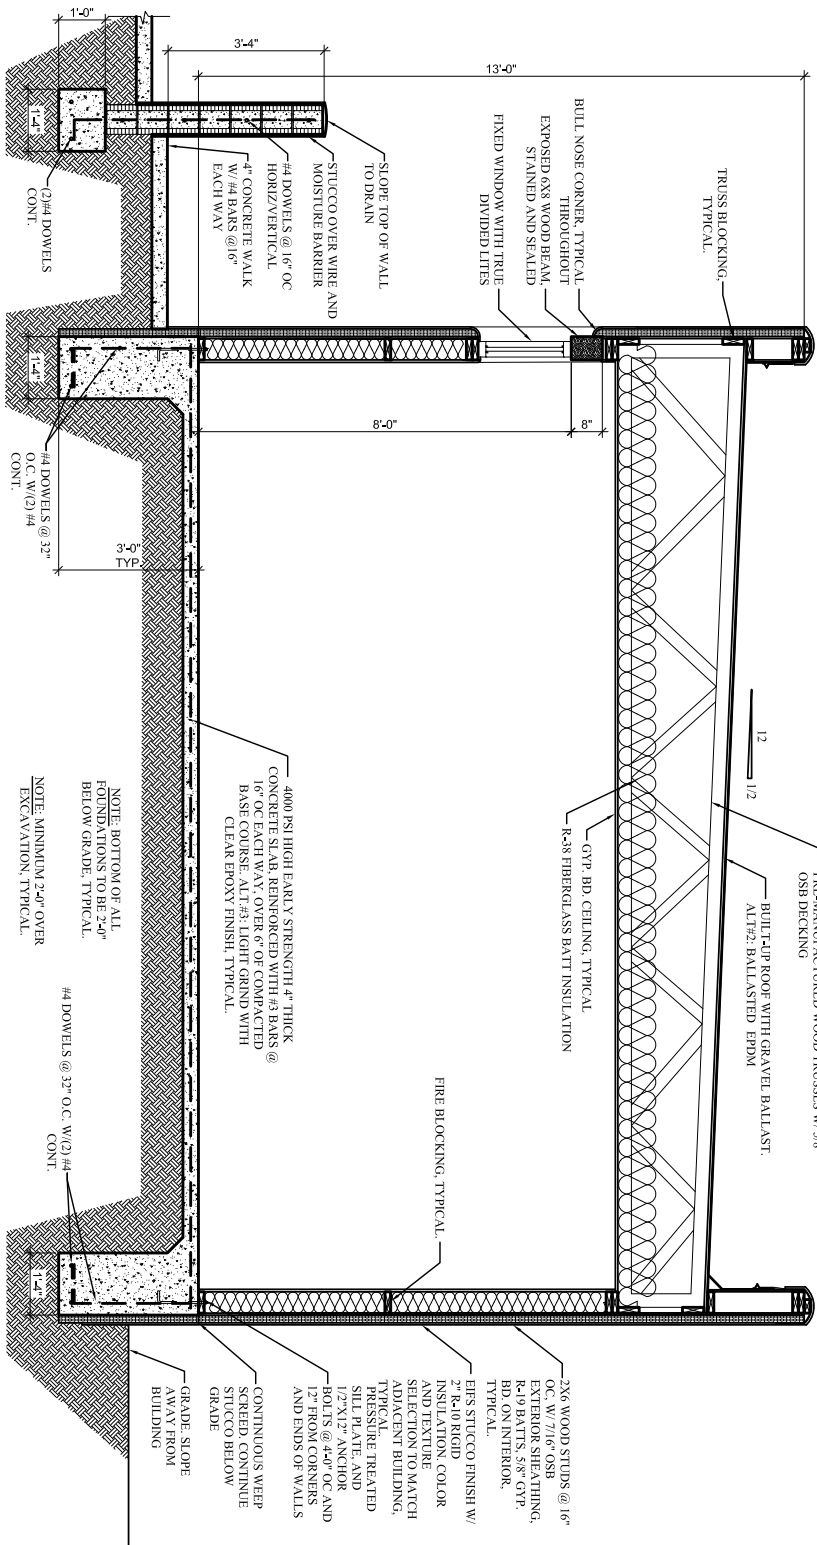 1'-0"
3'-4"
13'-0"
1'-4"
(2)#4 DOWELS
CONT.
4" CONCRETE WALK
W/ #4 BARS @16"
EACH WAY
#4 DOWELS @ 16" OC
HORIZ/VERTICAL
STUCCO OVER WIRE AND
MOISTURE BARRIER
SLOPE TOP OF WALL
TO DRAIN
FIXED WINDOW WITH TRUE
DIVIDED LITES
EXPOSED 6X8 WOOD BEAM,
STAINED AND SEALED
BULL NOSE CORNER, TYPICAL
THROUGHOUT
TRUSS BLOCKING,
TYPICAL.
1'-4"
8'-0"
8"
#4 DOWELS @ 32"
O.C. W/(2) #4
CONT.
3'-0"
TYP.
12
1/2
PRE-MANUFACTURED WOOD TRUSSES W/ 5/8"
OSB DECKING
BUILT-UP ROOF WITH GRAVEL BALLAST.
ALT#2: BALLASTED EPDM
GYP. BD. CEILING, TYPICAL
R-38 FIBERGLASS BATT INSULATION
4000 PSI HIGH EARLY STRENGTH 4" THICK
CONCRETE SLAB, REINFORCED WITH #3 BARS @
16" OC EACH WAY, OVER 6" OF COMPACTED
BASE COURSE. ALT.#3: LIGHT GRIND WITH
CLEAR EPOXY FINISH, TYPICAL.
NOTE: BOTTOM OF ALL
FOUNDATIONS TO BE 2'-0"
BELOW GRADE, TYPICAL.
NOTE: MINIMUM 2'-0" OVER
EXCAVATION, TYPICAL.
#4 DOWELS @ 32" O.C. W/(2) #4
CONT.
FIRE BLOCKING, TYPICAL.
1'-4"
2X6 WOOD STUDS @ 16"
OC, W/ 7/16" OSB
EXTERIOR SHEATHING,
R-19 BATTS, 5/8" GYP.
BD. ON INTERIOR,
TYPICAL.
EIFS STUCCO FINISH W/
2" R-10 RIGID
INSULATION. COLOR
AND TEXTURE
SELECTION TO MATCH
ADJACENT BUILDING,
TYPICAL.
PRESSURE TREATED
SILL PLATE, AND
1/2"X12" ANCHOR
BOLTS @ 4'-0" OC AND
12" FROM CORNERS
AND ENDS OF WALLS
CONTINUOUS WEEP
SCREED. CONTINUE
STUCCO BELOW
GRADE
GRADE. SLOPE
AWAY FROM
BUILDING